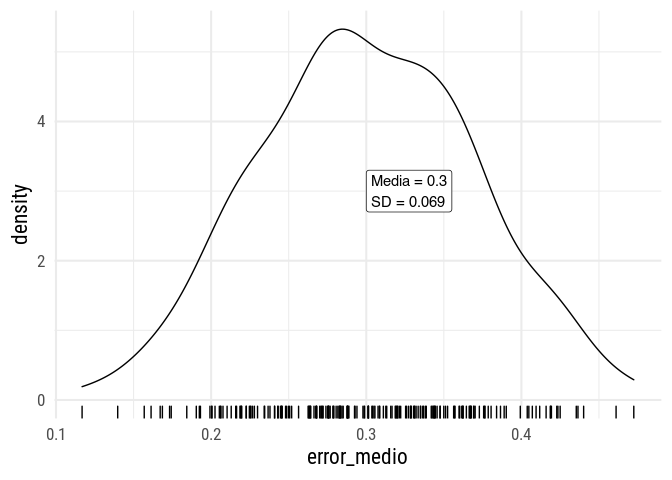 density
4
2
0
Media = 0.3
SD = 0.069
0.1
0.2
0.3
0.4
error_medio